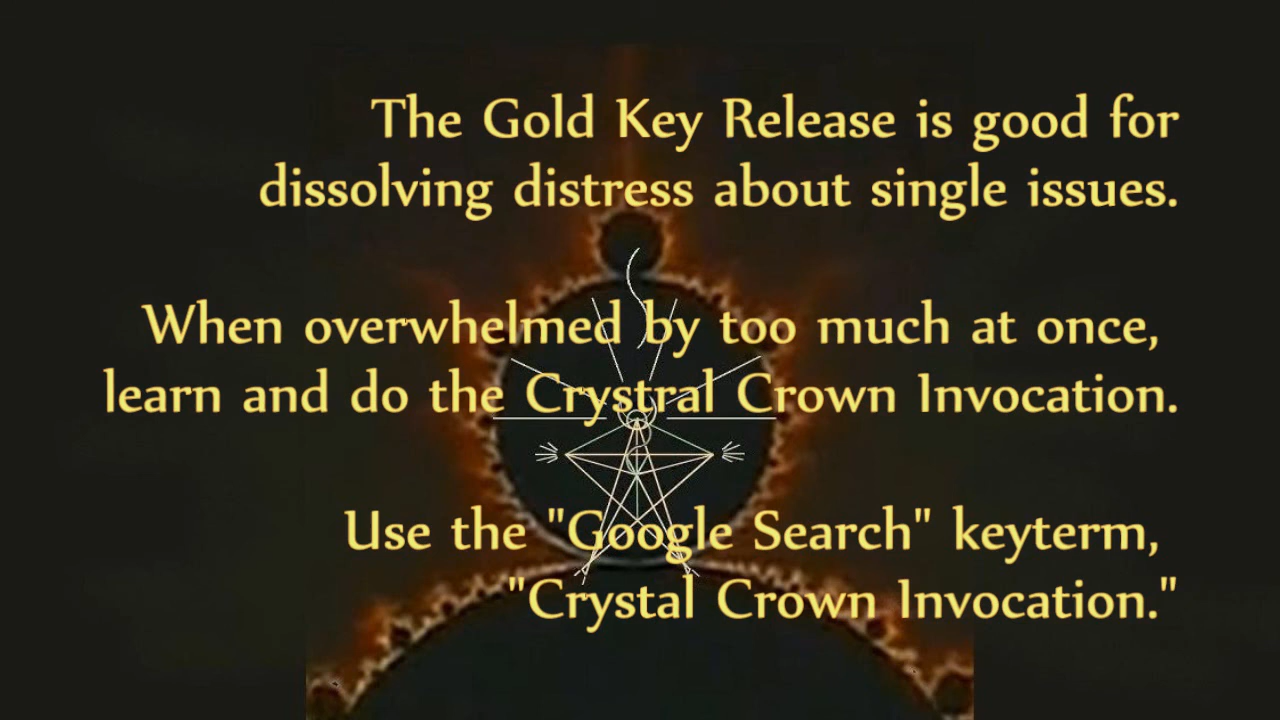 The Gold Key Release is good for
dissolving distress about single issues.
When overwhelmed by too much at once,
learn and do the Crystral Crown Invocation.
Use the "Google Search" keyterm,
"Crystal Crown Invocation."